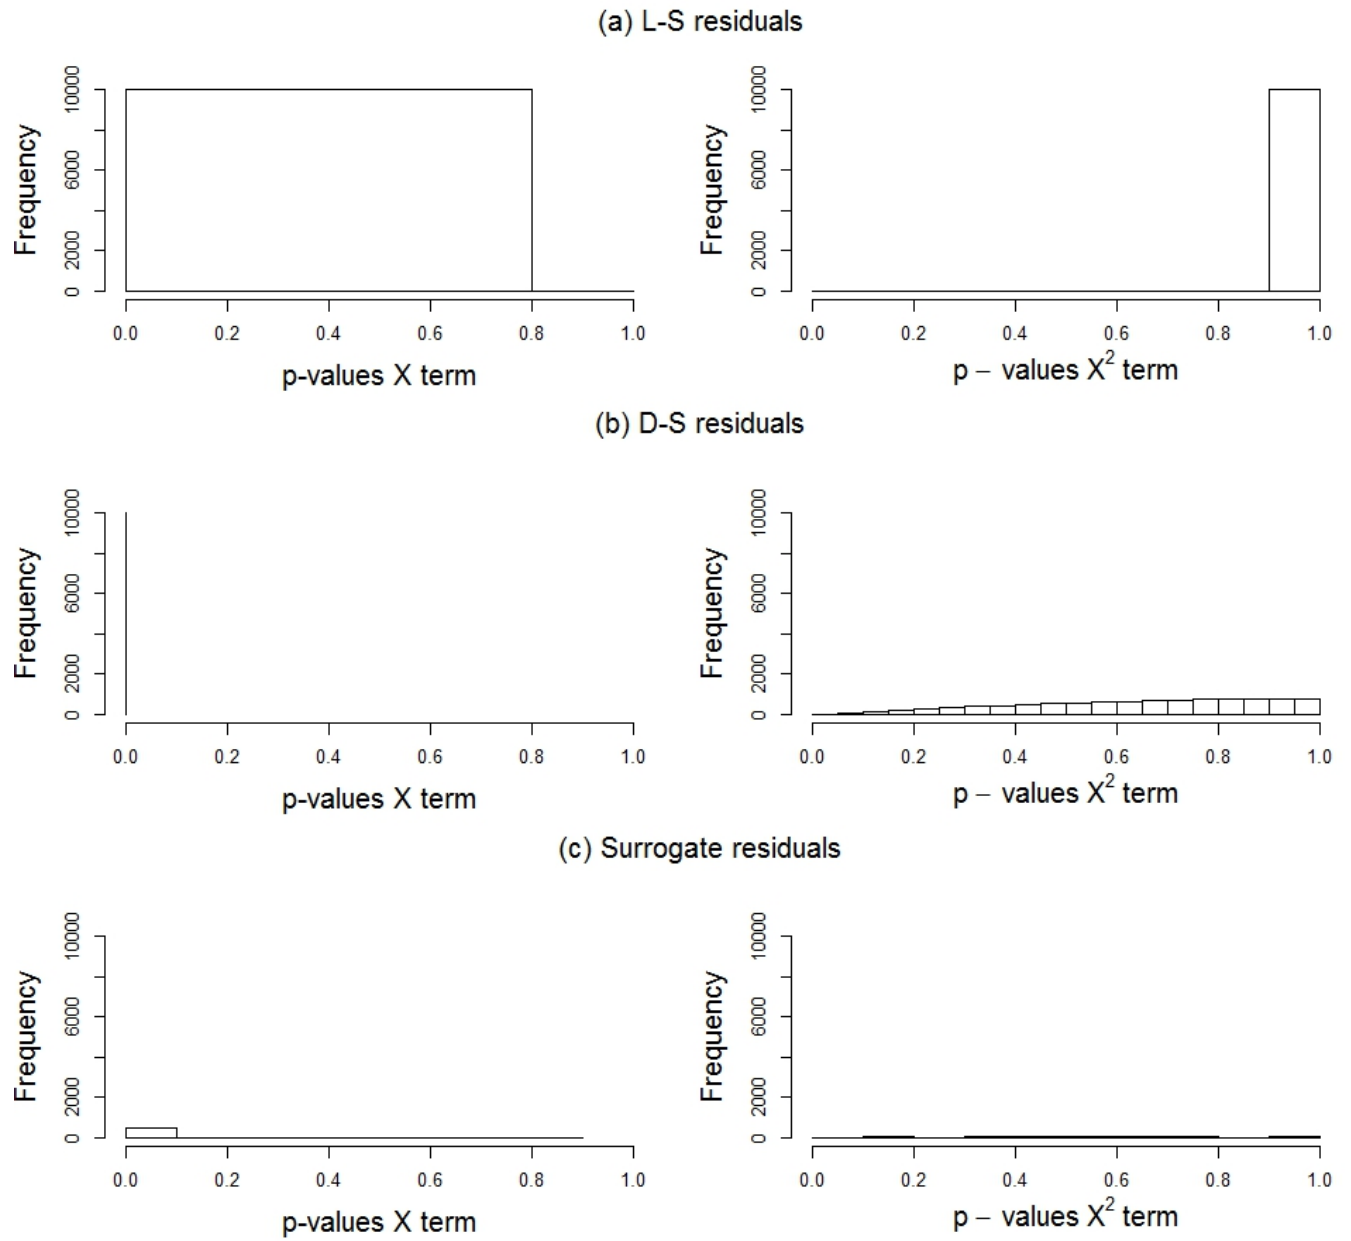 (a) L-S residuals
Frequency
0 2000 6000 10000
0.0 0.2 0.4 0.6 0.8 1.0
p-values X term
Frequency
0 2000 6000 10000
0.0 0.2 0.4 0.6 0.8 1.0
p − values X² term
(b) D-S residuals
Frequency
0 2000 6000 10000
0.0 0.2 0.4 0.6 0.8 1.0
p-values X term
Frequency
0 2000 6000 10000
0.0 0.2 0.4 0.6 0.8 1.0
p − values X² term
(c) Surrogate residuals
Frequency
0 2000 6000 10000
0.0 0.2 0.4 0.6 0.8 1.0
p-values X term
Frequency
0 2000 6000 10000
0.0 0.2 0.4 0.6 0.8 1.0
p − values X² term